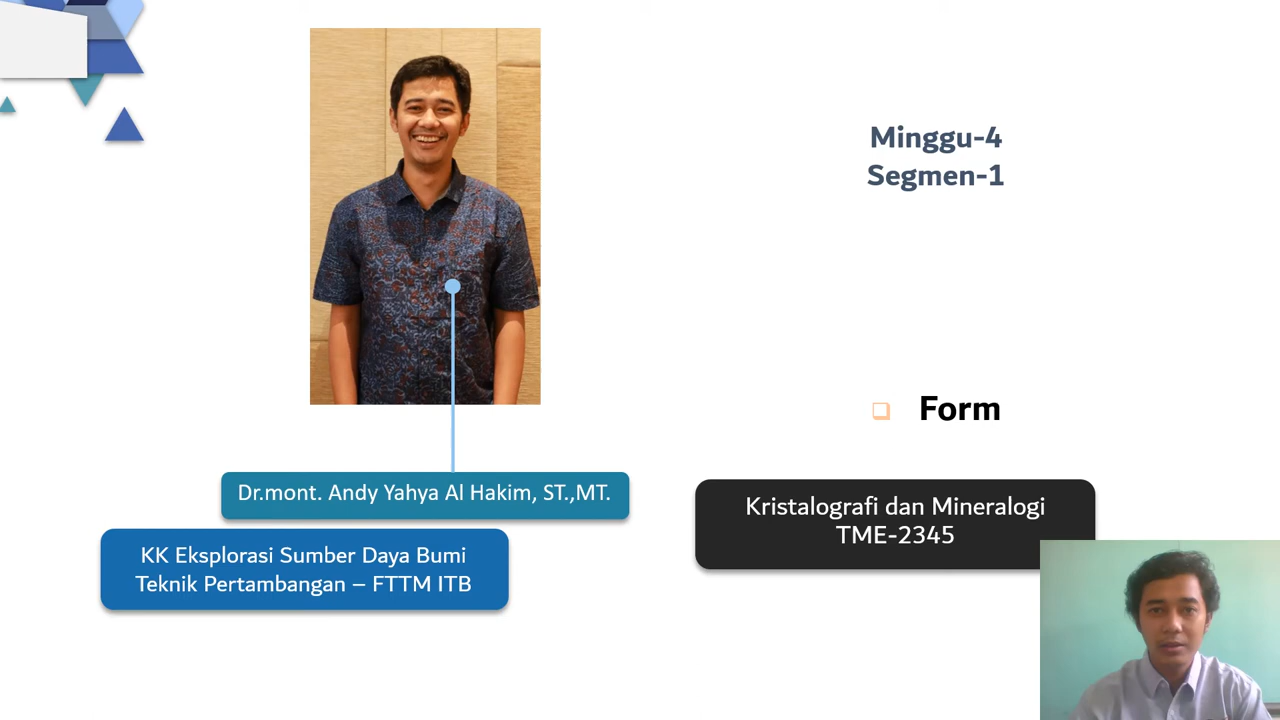 Minggu-4
Segmen-1
Form
Dr.mont. Andy Yahya Al Hakim, ST.,MT.
KK Eksplorasi Sumber Daya Bumi
Teknik Pertambangan – FTTM ITB
Kristalografi dan Mineralogi
TME-2345